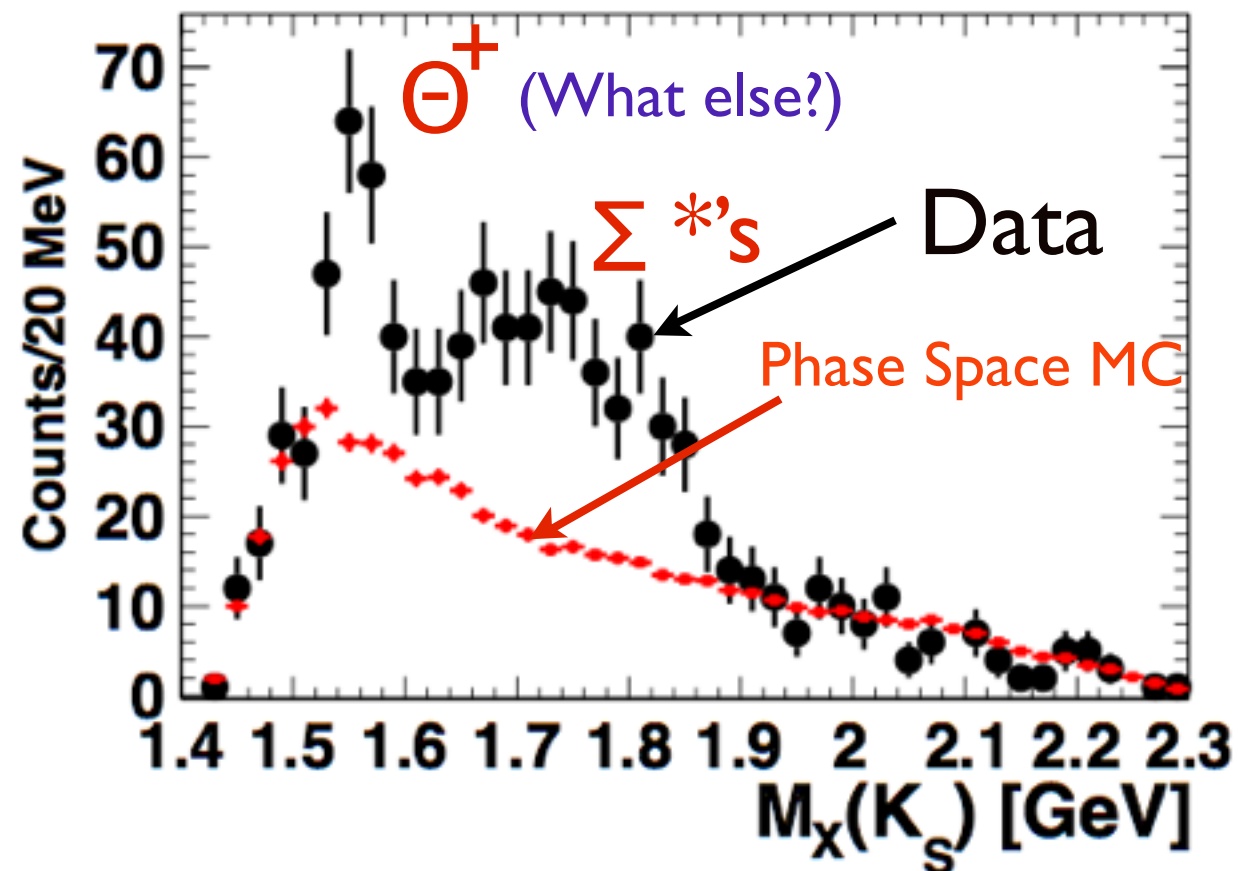 Θ⁺ (What else?)
Σ *'s
Data
Phase Space MC
Counts/20 MeV
70
60
50
40
30
20
10
0
1.4 1.5 1.6 1.7 1.8 1.9 2 2.1 2.2 2.3
Mx(Ks) [GeV]